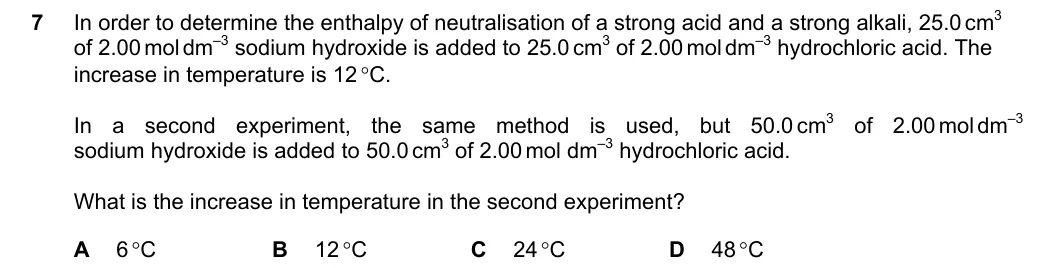 7 In order to determine the enthalpy of neutralisation of a strong acid and a strong alkali, 25.0 cm³
of 2.00 mol dm⁻³ sodium hydroxide is added to 25.0 cm³ of 2.00 mol dm⁻³ hydrochloric acid. The
increase in temperature is 12 °C.
In a second experiment, the same method is used, but 50.0 cm³ of 2.00 mol dm⁻³
sodium hydroxide is added to 50.0 cm³ of 2.00 mol dm⁻³ hydrochloric acid.
What is the increase in temperature in the second experiment?
A 6 °C B 12 °C C 24 °C D 48 °C